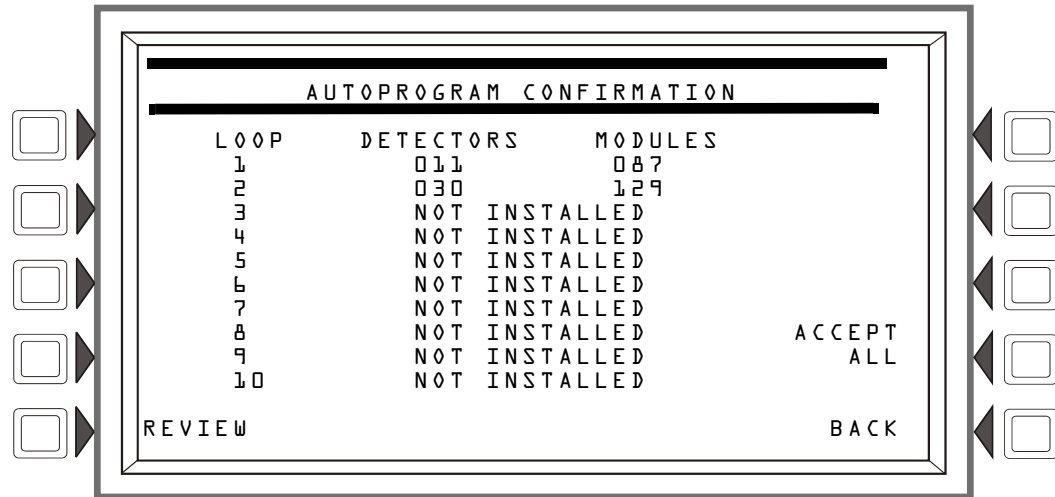 AUTOPROGRAM CONFIRMATION
LOOP DETECTORS MODULES
1 011 087
2 030 129
3 NOT INSTALLED
4 NOT INSTALLED
5 NOT INSTALLED
6 NOT INSTALLED
7 NOT INSTALLED
8 NOT INSTALLED ACCEPT
9 NOT INSTALLED ALL
10 NOT INSTALLED
REVIEW BACK